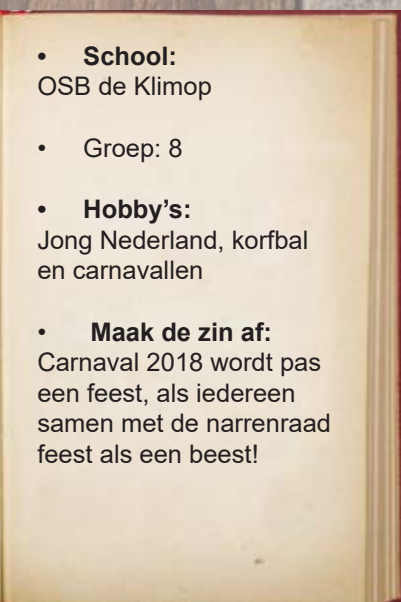 • School:
OSB de Klimop
• Groep: 8
• Hobby’s:
Jong Nederland, korfbal
en carnavallen
• Maak de zin af:
Carnaval 2018 wordt pas
een feest, als iedereen
samen met de narrenraad
feest als een beest!